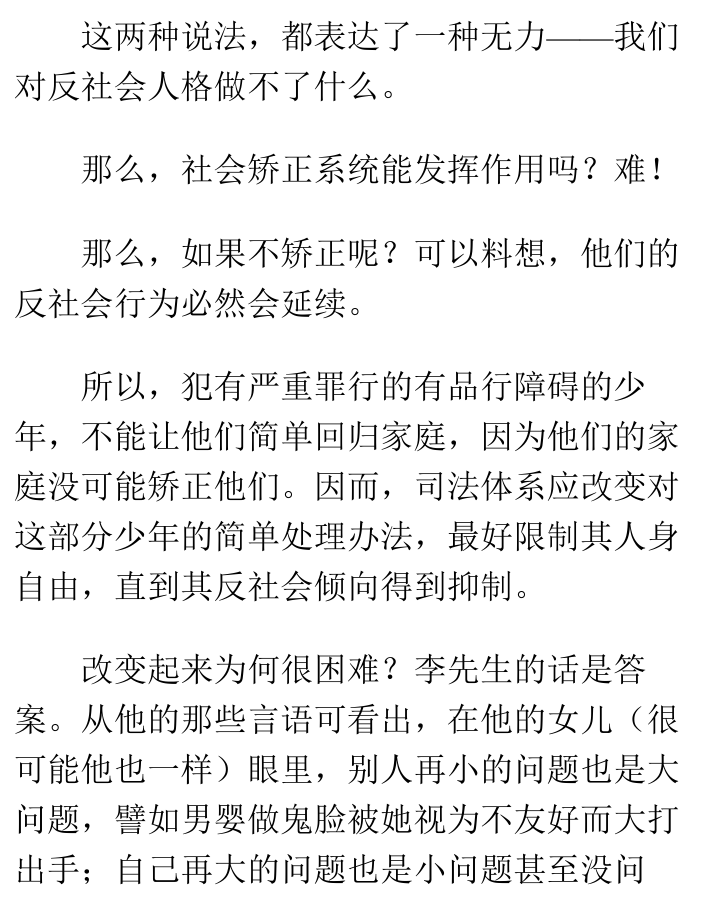 这两种说法，都表达了一种无力——我们
对反社会人格做不了什么。
那么，社会矫正系统能发挥作用吗？难！
那么，如果不矫正呢？可以料想，他们的
反社会行为必然会延续。
所以，犯有严重罪行的有品行障碍的少
年，不能让他们简单回归家庭，因为他们的家
庭没可能矫正他们。因而，司法体系应改变对
这部分少年的简单处理办法，最好限制其人身
自由，直到其反社会倾向得到抑制。
改变起来为何很困难？李先生的话是答
案。从他的那些言语可看出，在他的女儿（很
可能他也一样）眼里，别人再小的问题也是大
问题，譬如男婴做鬼脸被她视为不友好而大打
出手；自己再大的问题也是小问题甚至没问